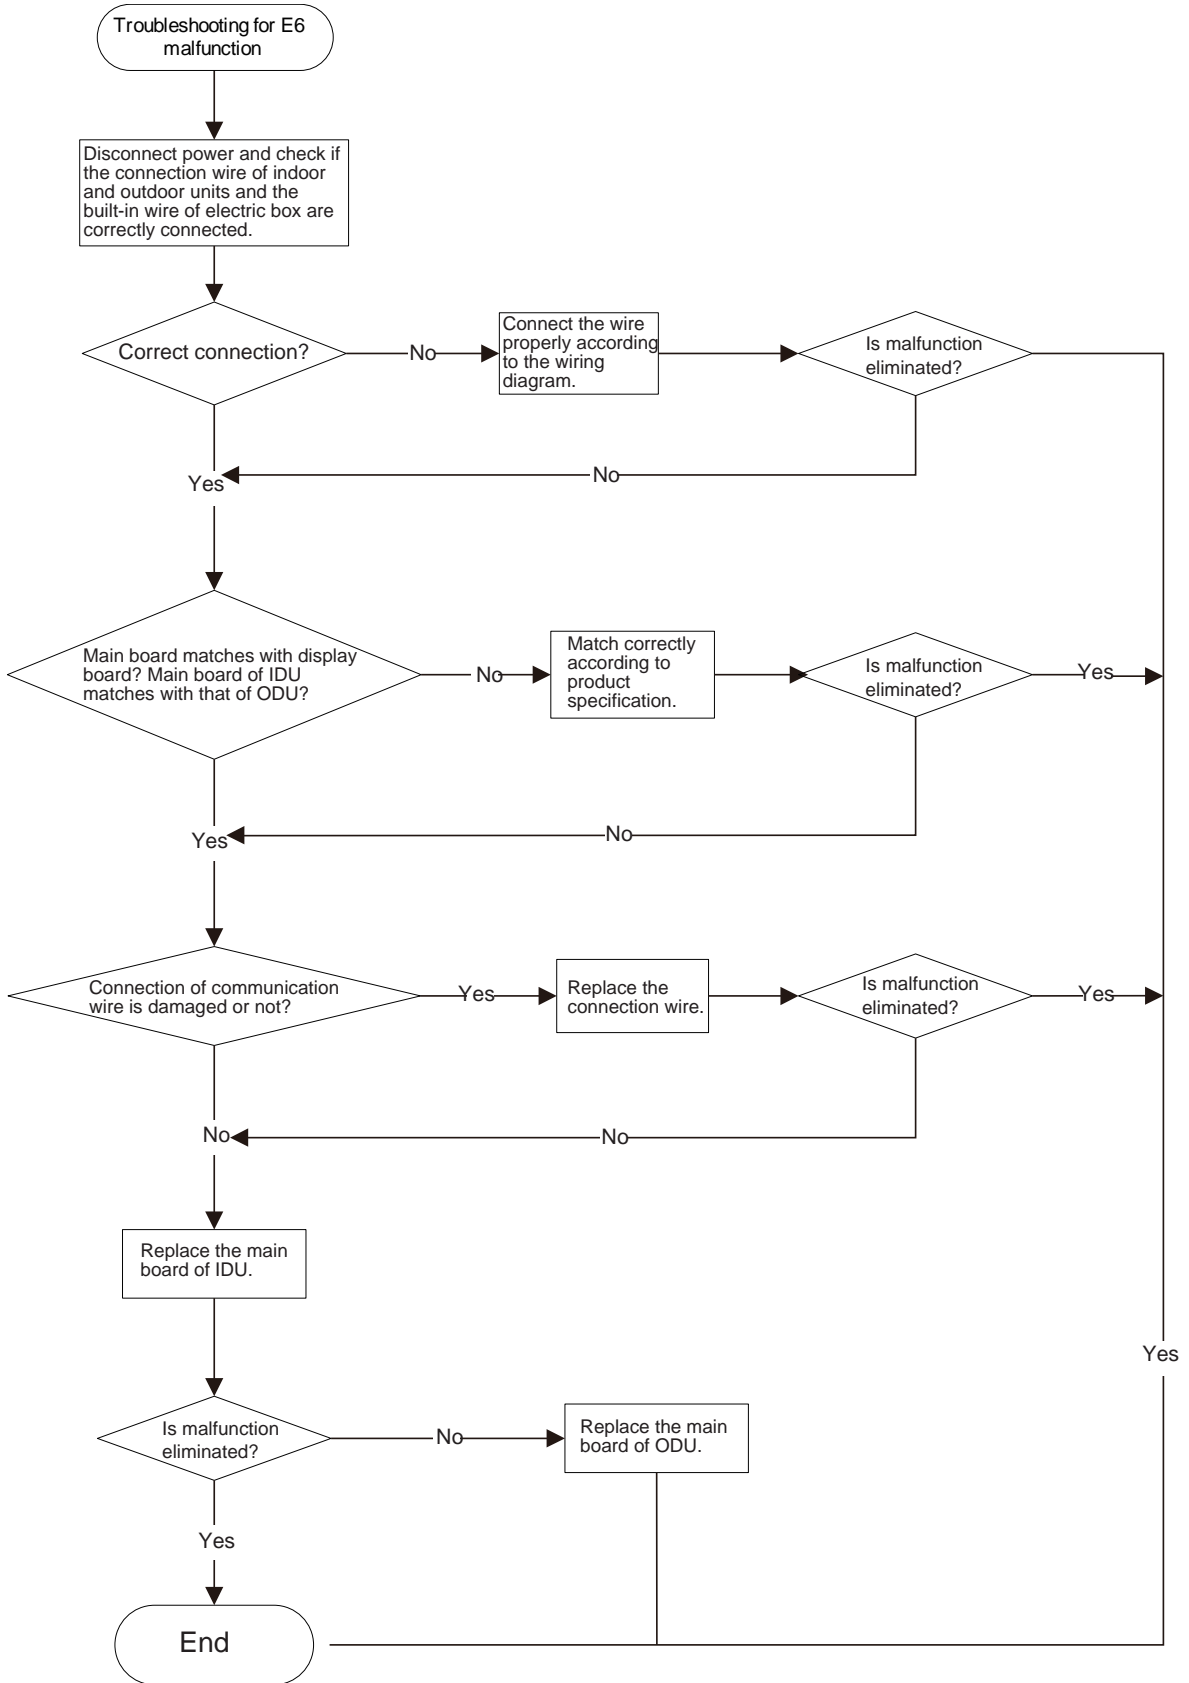 Troubleshooting for E6
malfunction
Disconnect power and check if
the connection wire of indoor
and outdoor units and the
built-in wire of electric box are
correctly connected.
Correct connection?
No
Connect the wire
properly according
to the wiring
diagram.
Is malfunction
eliminated?
No
Yes
Main board matches with display
board? Main board of IDU
matches with that of ODU?
No
Match correctly
according to
product
specification.
Is malfunction
eliminated?
Yes
No
Yes
Connection of communication
wire is damaged or not?
Yes
Replace the
connection wire.
Is malfunction
eliminated?
Yes
No
No
Replace the main
board of IDU.
Yes
Is malfunction
eliminated?
No
Replace the main
board of ODU.
Yes
End